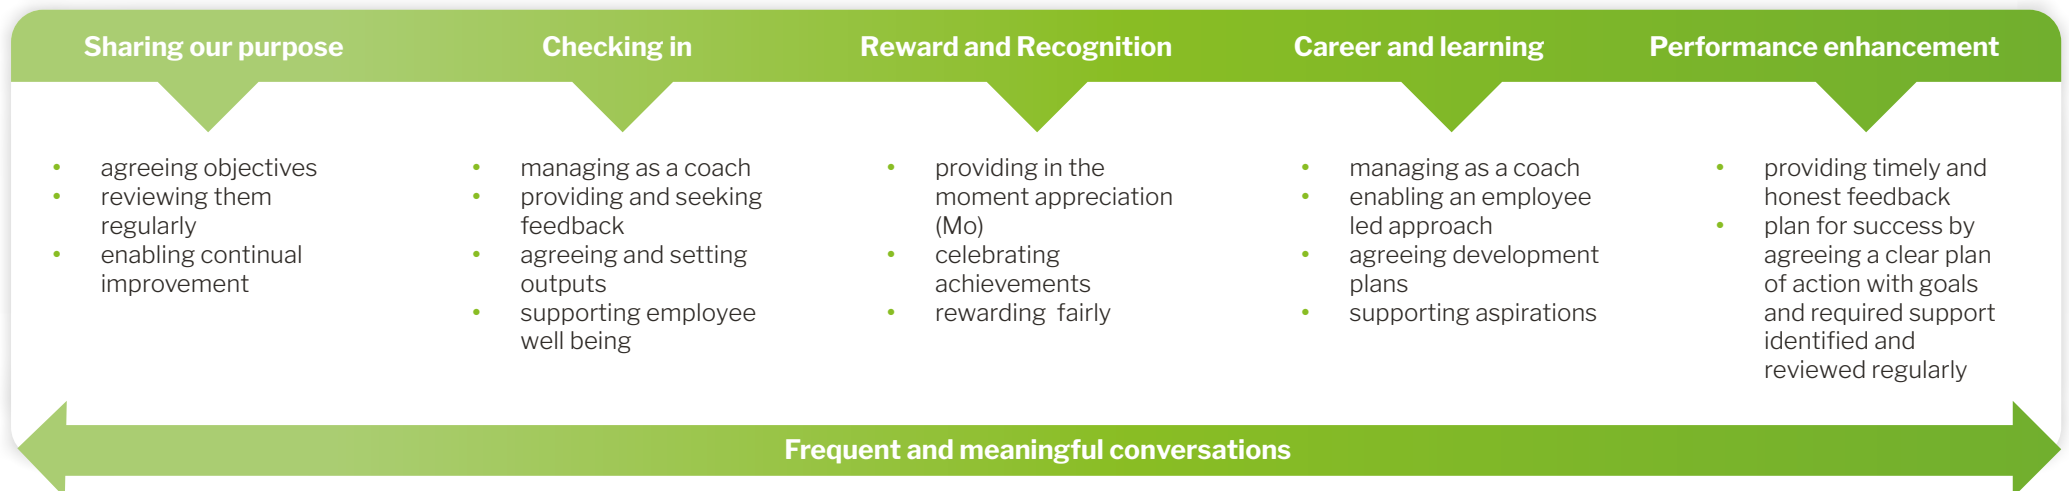 Sharing our purpose
Checking in
Reward and Recognition
Career and learning
Performance enhancement
• agreeing objectives
• reviewing them
regularly
• enabling continual
improvement
• managing as a coach
• providing and seeking
feedback
• agreeing and setting
outputs
• supporting employee
well being
• providing in the
moment appreciation
(Mo)
• celebrating
achievements
• rewarding  fairly
• managing as a coach
• enabling an employee
led approach
• agreeing development
plans
• supporting aspirations
• providing timely and
honest feedback
• plan for success by
agreeing a clear plan
of action with goals
and required support
identified and
reviewed regularly
Frequent and meaningful conversations